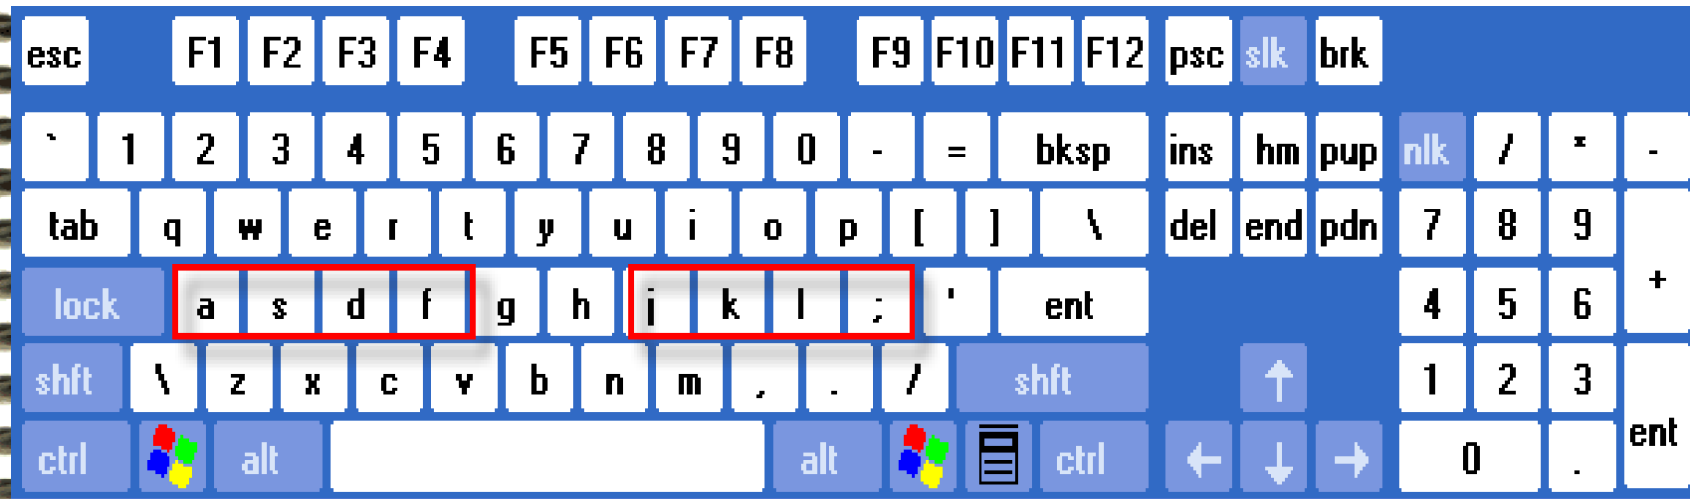 esc F1 F2 F3 F4 F5 F6 F7 F8 F9 F10 F11 F12 psc slk brk
` 1 2 3 4 5 6 7 8 9 0 - = bksp ins hm pup nlk / * -
tab q w e r t y u i o p [ ] \ del end pdn 7 8 9 +
lock a s d f g h j k l ; ' ent 4 5 6
shft \ z x c v b n m , . / shft ↑ 1 2 3 ent
ctrl alt alt ctrl ← ↓ → 0 .